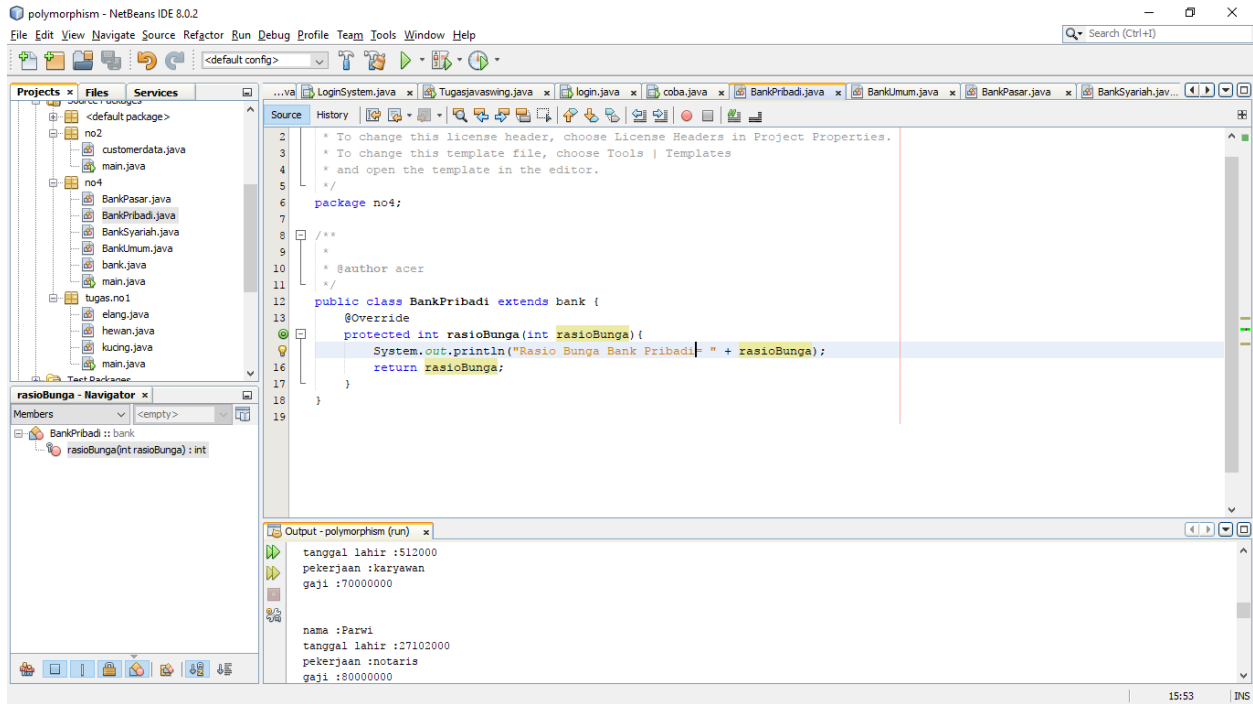 polymorphism - NetBeans IDE 8.0.2
File Edit View Navigate Source Refactor Run Debug Profile Team Tools Window Help
Search (Ctrl+I)
<default config>
Projects Files Services
<default package>
no2
customerdata.java
main.java
no4
BankPasar.java
BankPribadi.java
BankSyariah.java
BankUmum.java
bank.java
main.java
tugas.no1
elang.java
hewan.java
kucing.java
main.java
Test Packages
rasioBunga - Navigator
Members <empty>
BankPribadi :: bank
rasioBunga(int rasioBunga) : int
...va LoginSystem.java Tugasjavaswing.java login.java coba.java BankPribadi.java BankUmum.java BankPasar.java BankSyariah.jav...
Source History
2 * To change this license header, choose License Headers in Project Properties.
3 * To change this template file, choose Tools | Templates
4 * and open the template in the editor.
5 */
6 package no4;
7
8 /**
9 *
10 * @author acer
11 */
12 public class BankPribadi extends bank {
13 @Override
protected int rasioBunga(int rasioBunga){
System.out.println("Rasio Bunga Bank Pribadi= " + rasioBunga);
16 return rasioBunga;
17 }
18 }
19
Output - polymorphism (run)
tanggal lahir :512000
pekerjaan :karyawan
gaji :70000000
nama :Parwi
tanggal lahir :27102000
pekerjaan :notaris
gaji :80000000
15:53 INS